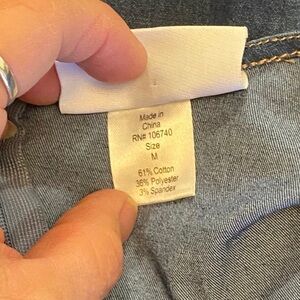 Made in
China
RN# 106740
Size
M
61% Cotton
36% Polyester
3% Spandex